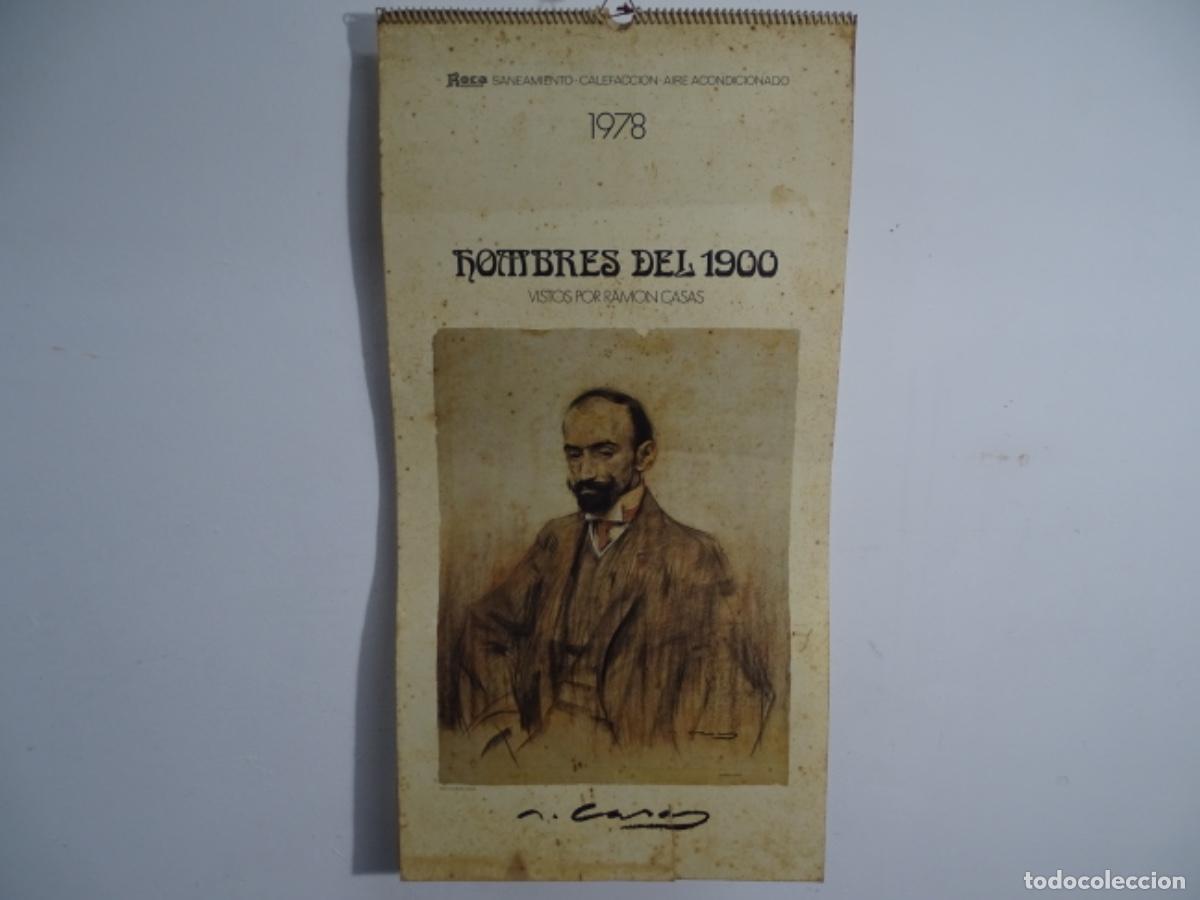 Roca SANEAMIENTO - CALEFACCION - AIRE ACONDICIONADO
1978
HOMBRES DEL 1900
VISTOS POR RAMON CASAS
R. Casas
todocoleccion